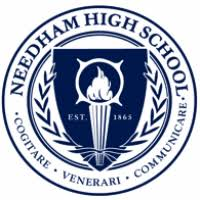 NEEDHAM HIGH SCHOOL
EST. 1865
• COGITARE • VENERARI • COMMUNICARE •